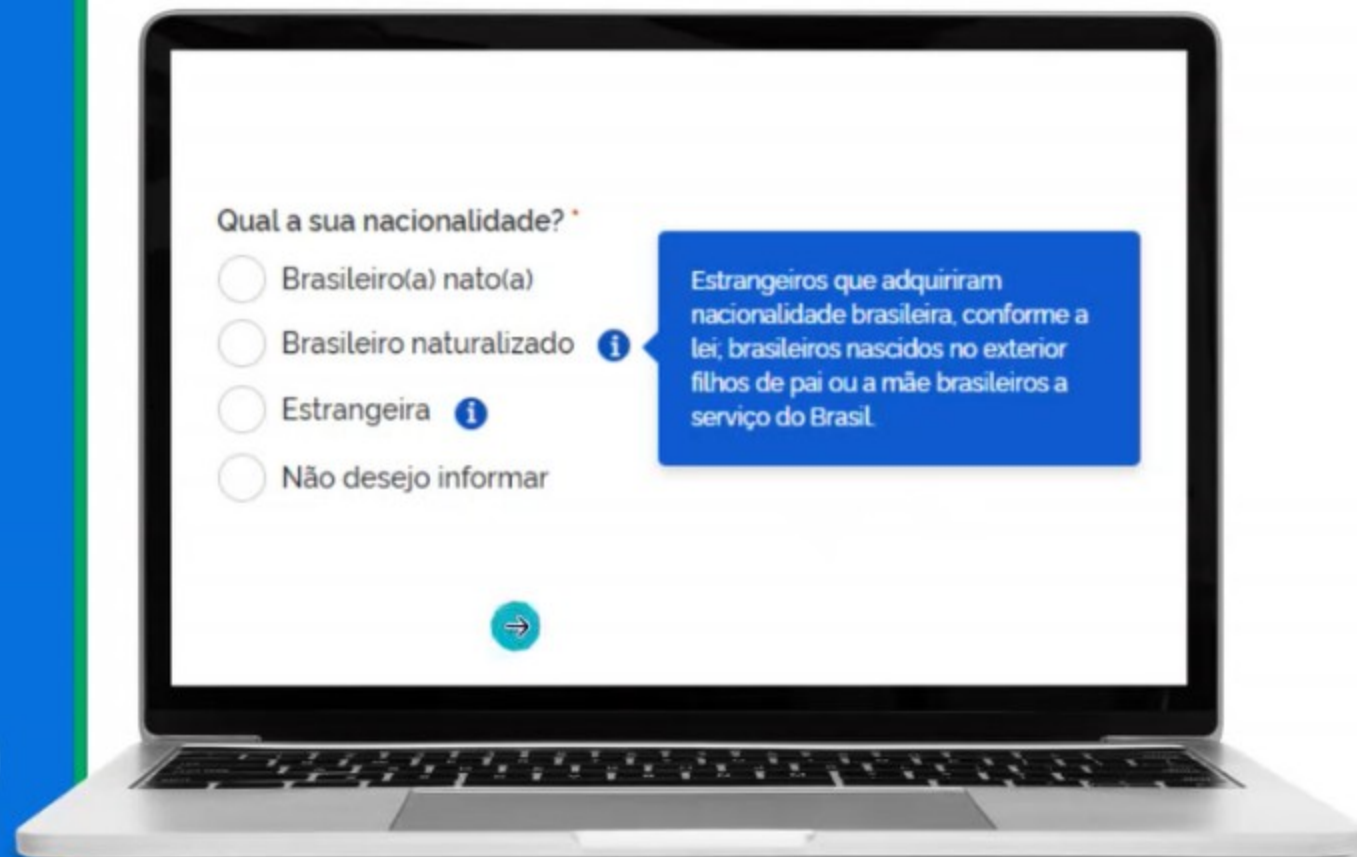 Qual a sua nacionalidade? *
Brasileiro(a) nato(a)
Brasileiro naturalizado
Estrangeira
Não desejo informar
Estrangeiros que adquiriram
nacionalidade brasileira, conforme a
lei; brasileiros nascidos no exterior
filhos de pai ou a mãe brasileiros a
serviço do Brasil.